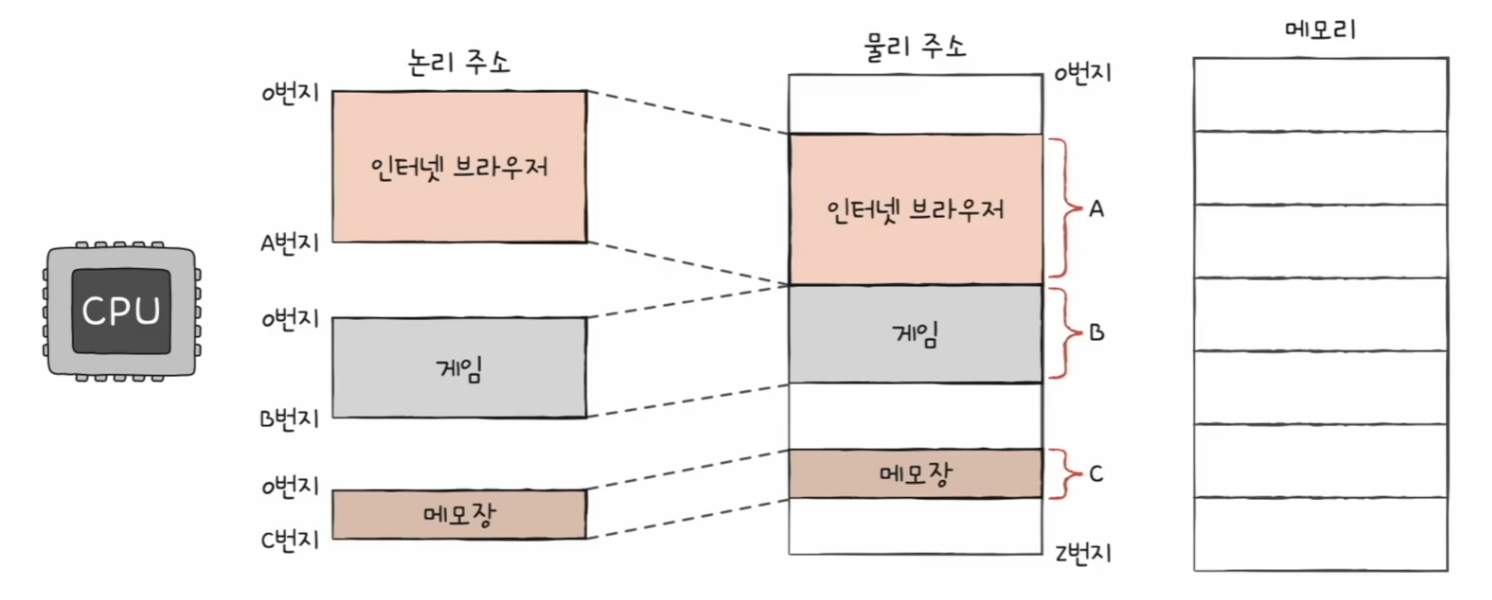 논리 주소
물리 주소
메모리
0번지
인터넷 브라우저
A번지
0번지
게임
B번지
0번지
메모장
C번지
CPU
0번지
인터넷 브라우저
A
게임
B
메모장
C
Z번지